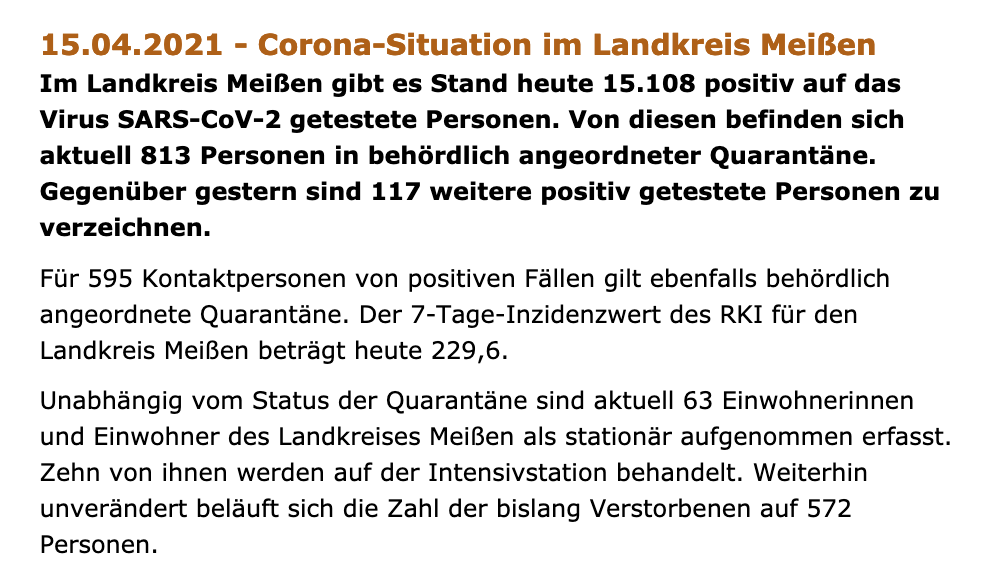 15.04.2021 - Corona-Situation im Landkreis Meißen
Im Landkreis Meißen gibt es Stand heute 15.108 positiv auf das
Virus SARS-CoV-2 getestete Personen. Von diesen befinden sich
aktuell 813 Personen in behördlich angeordneter Quarantäne.
Gegenüber gestern sind 117 weitere positiv getestete Personen zu
verzeichnen.
Für 595 Kontaktpersonen von positiven Fällen gilt ebenfalls behördlich
angeordnete Quarantäne. Der 7-Tage-Inzidenzwert des RKI für den
Landkreis Meißen beträgt heute 229,6.
Unabhängig vom Status der Quarantäne sind aktuell 63 Einwohnerinnen
und Einwohner des Landkreises Meißen als stationär aufgenommen erfasst.
Zehn von ihnen werden auf der Intensivstation behandelt. Weiterhin
unverändert beläuft sich die Zahl der bislang Verstorbenen auf 572
Personen.